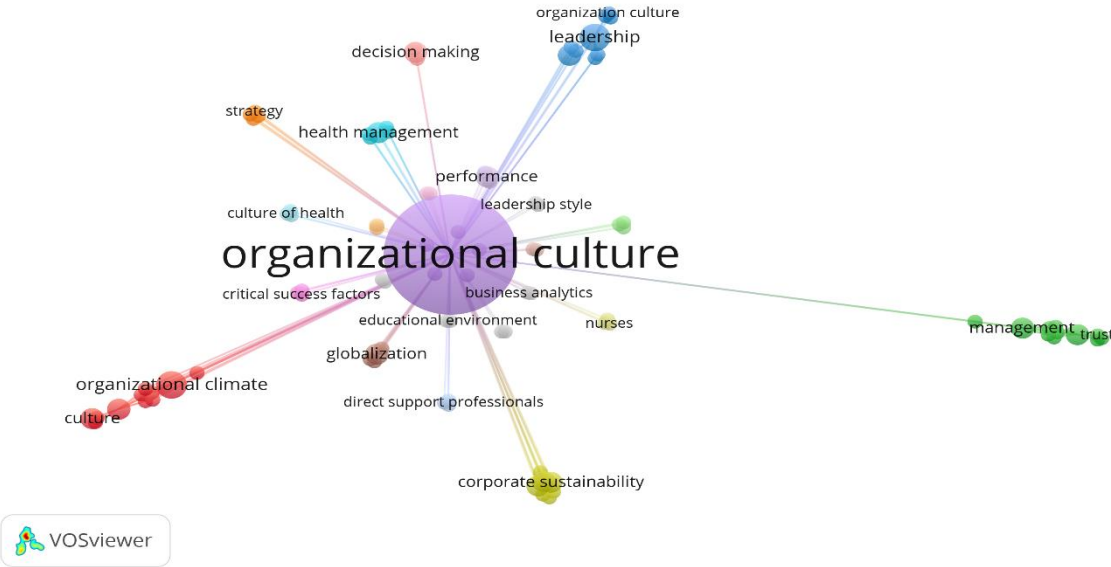 organization culture
leadership
decision making
strategy
health management
performance
leadership style
culture of health
organizational culture
critical success factors
business analytics
educational environment
nurses
management
trust
globalization
organizational climate
direct support professionals
culture
corporate sustainability
VOSviewer